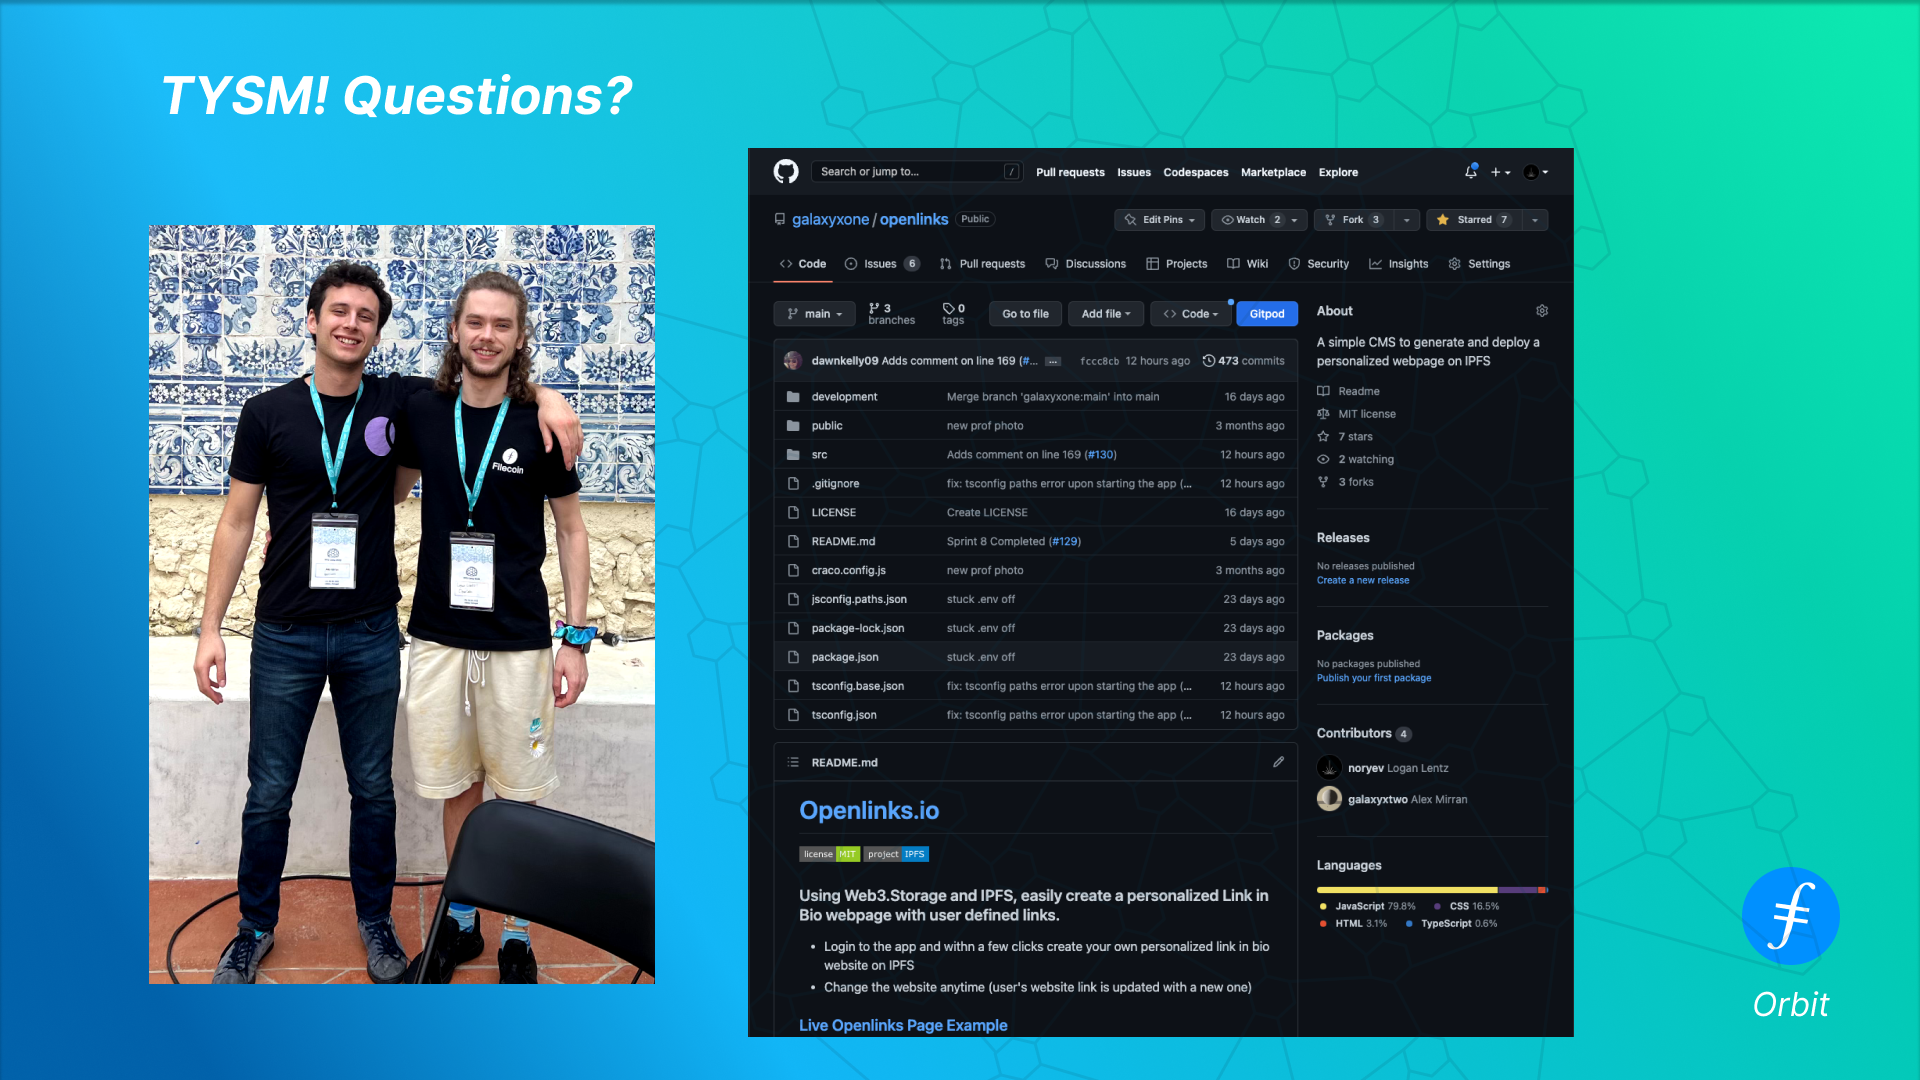 TYSM! Questions?
Filecoin
Search or jump to... /
Pull requests Issues Codespaces Marketplace Explore
galaxyxone / openlinks Public
Edit Pins Watch 2 Fork 3 Starred 7
Code Issues 6 Pull requests Discussions Projects Wiki Security Insights Settings
main 3 branches 0 tags Go to file Add file Code Gitpod
dawnkelly09 Adds comment on line 169 (#... ... fccc8cb 12 hours ago 473 commits
development Merge branch 'galaxyxone:main' into main 16 days ago
public new prof photo 3 months ago
src Adds comment on line 169 (#130) 12 hours ago
.gitignore fix: tsconfig paths error upon starting the app (... 12 hours ago
LICENSE Create LICENSE 16 days ago
README.md Sprint 8 Completed (#129) 5 days ago
craco.config.js new prof photo 3 months ago
jsconfig.paths.json stuck .env off 23 days ago
package-lock.json stuck .env off 23 days ago
package.json stuck .env off 23 days ago
tsconfig.base.json fix: tsconfig paths error upon starting the app (... 12 hours ago
tsconfig.json fix: tsconfig paths error upon starting the app (... 12 hours ago
README.md
Openlinks.io
license MIT project IPFS
Using Web3.Storage and IPFS, easily create a personalized Link in
Bio webpage with user defined links.
• Login to the app and withn a few clicks create your own personalized link in bio
website on IPFS
• Change the website anytime (user's website link is updated with a new one)
Live Openlinks Page Example
About
A simple CMS to generate and deploy a
personalized webpage on IPFS
Readme
MIT license
7 stars
2 watching
3 forks
Releases
No releases published
Create a new release
Packages
No packages published
Publish your first package
Contributors 4
noryev Logan Lentz
galaxyxtwo Alex Mirran
Languages
JavaScript 79.8% CSS 16.5%
HTML 3.1% TypeScript 0.6%
Orbit